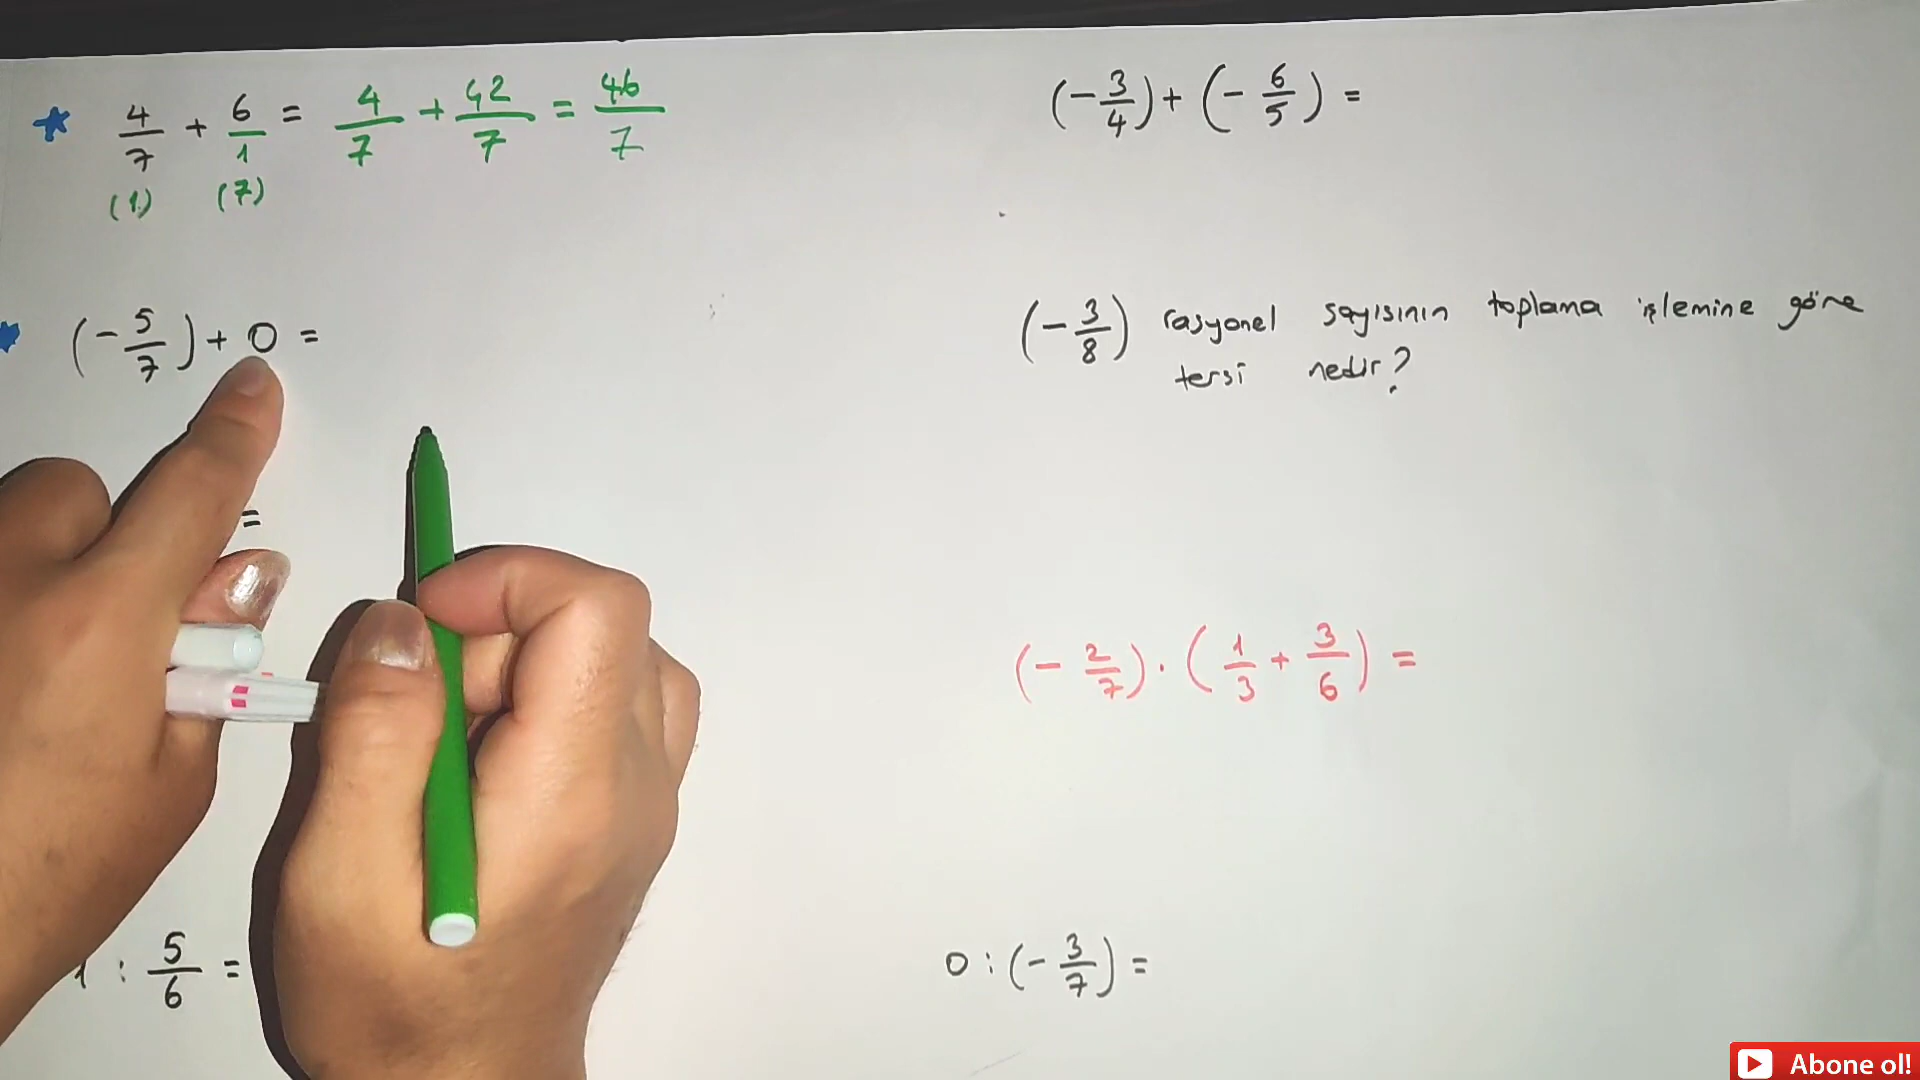 4/7 + 6/1 = 4/7 + 42/7 = 46/7
(1) (7)
(-5/7) + 0 =
=
1 : 5/6 =
(-3/4) + (-6/5) =
(-3/8) rasyonel sayısının toplama işlemine göre
tersi nedir?
(-2/7) . (1/3 + 3/6) =
0 : (-3/7) =
Abone ol!